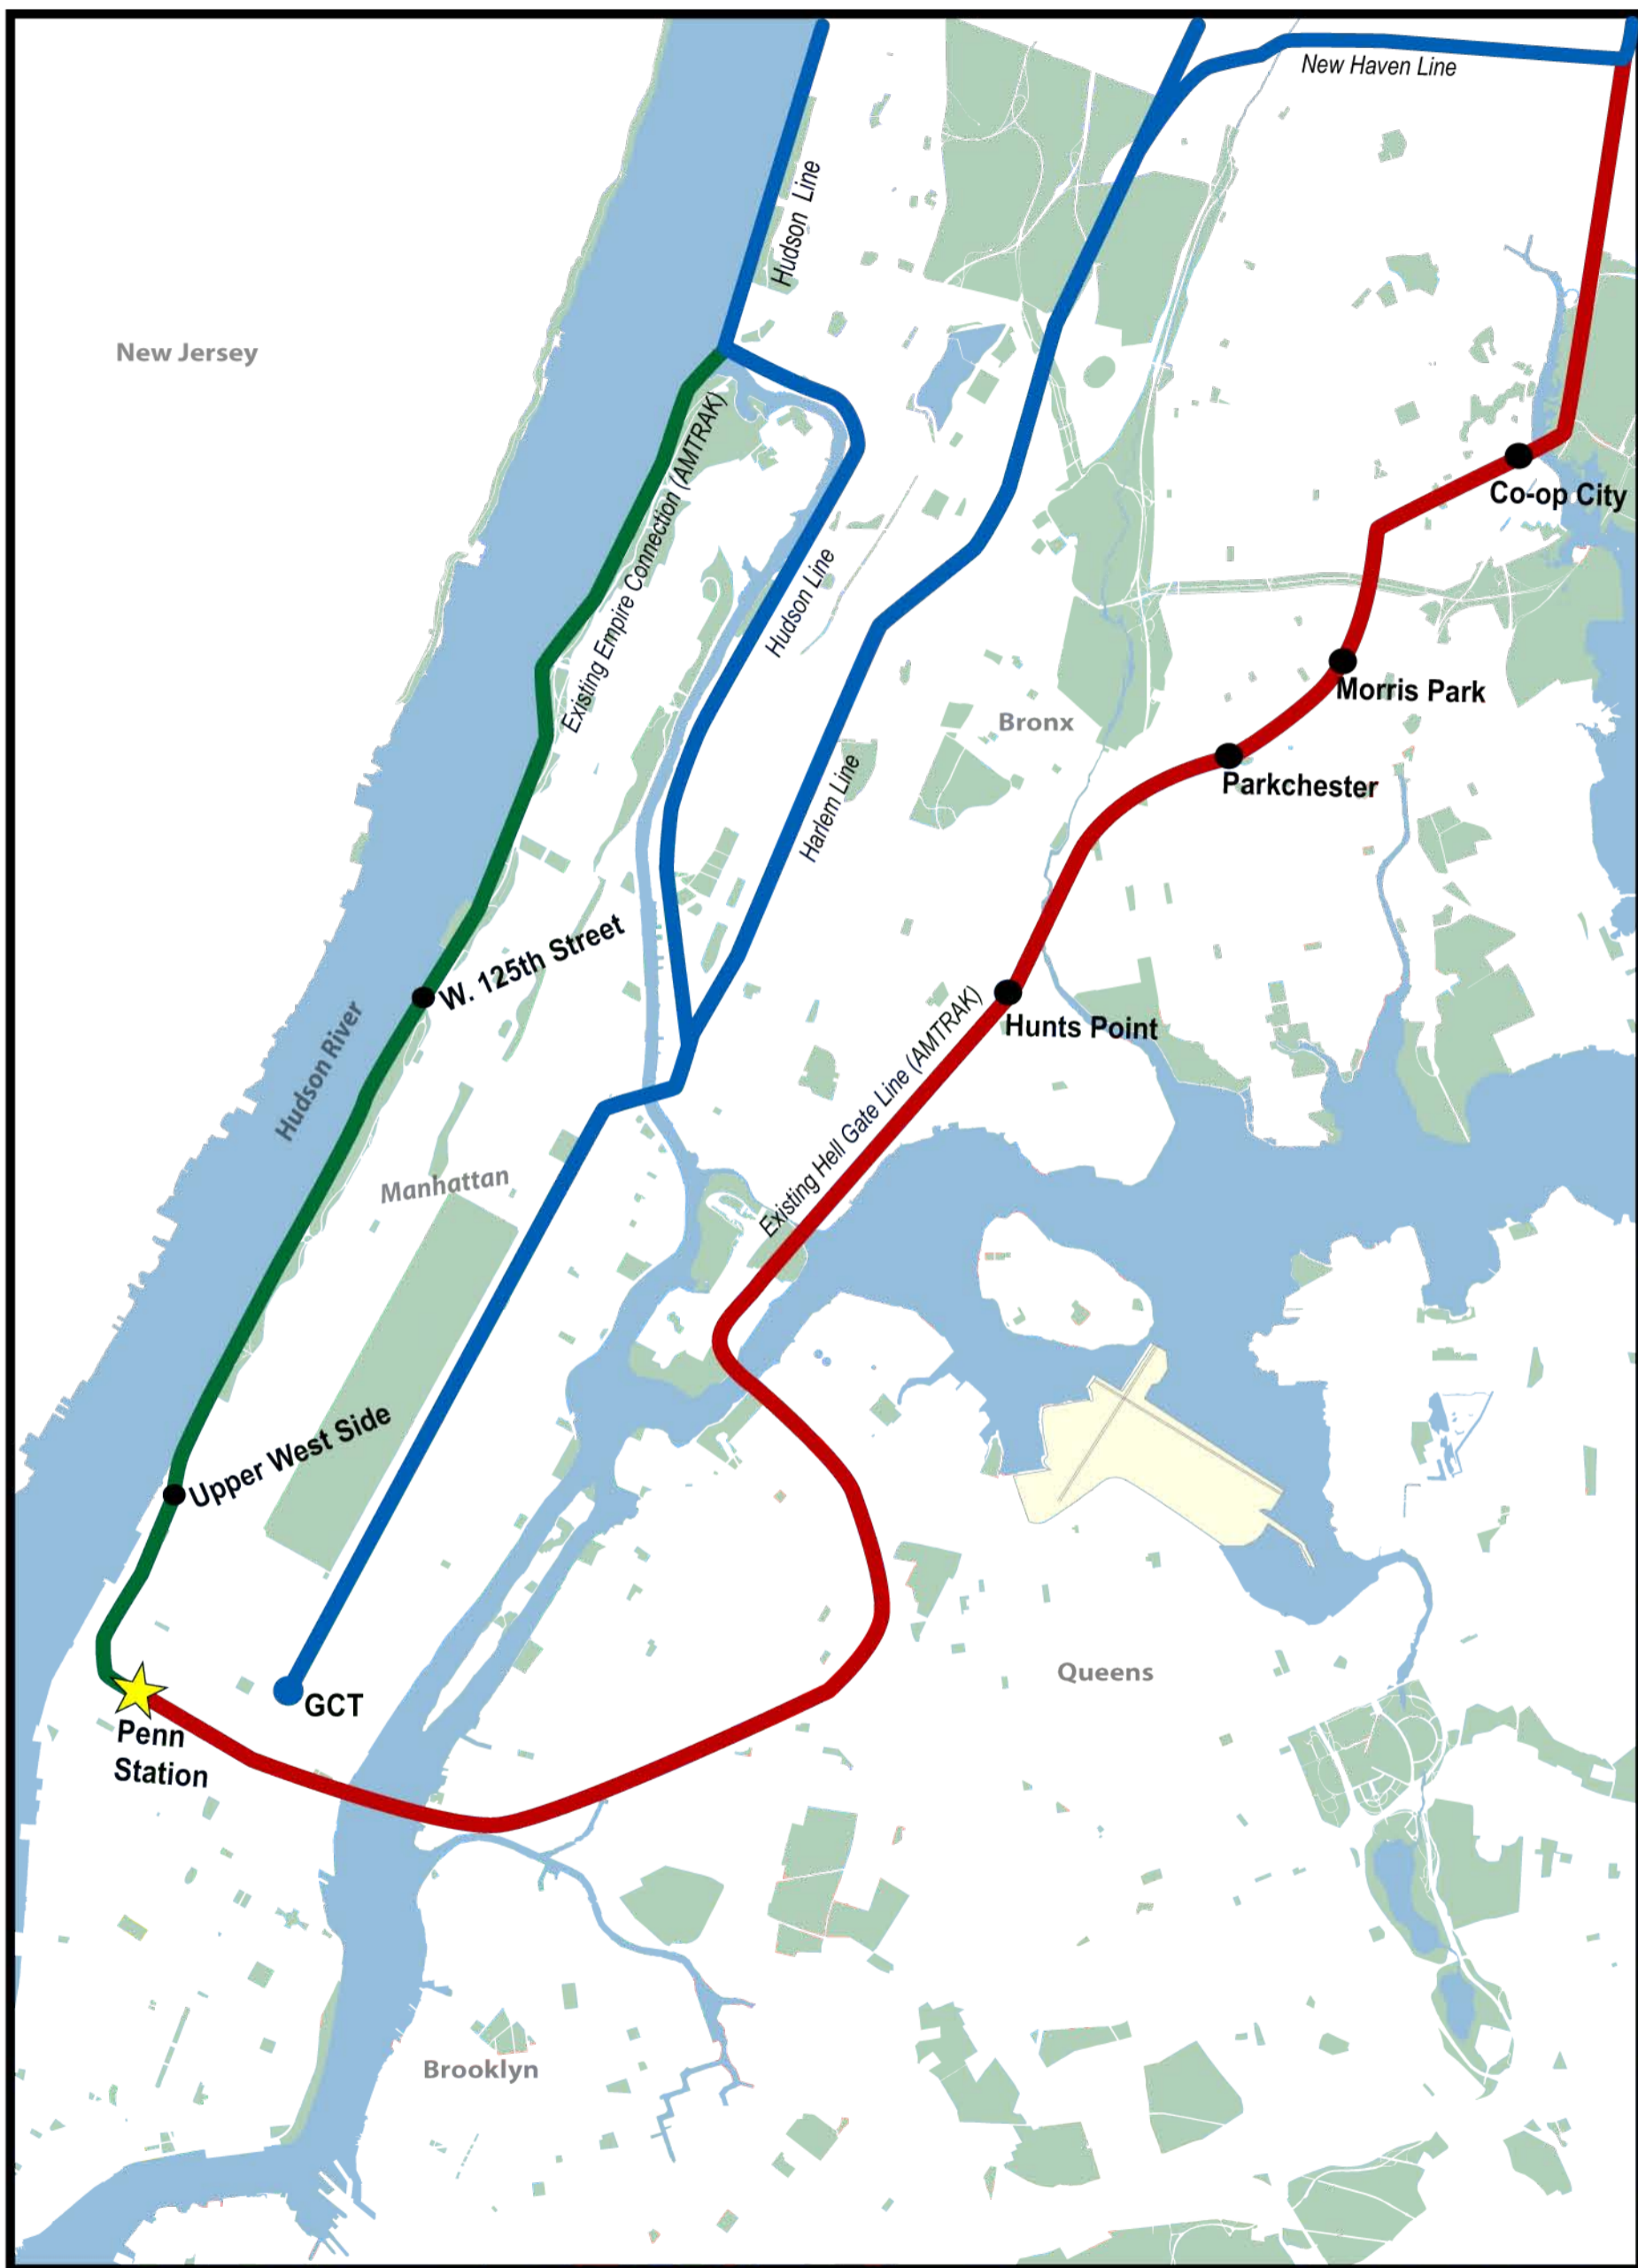 New Haven Line
Hudson Line
New Jersey
Existing Empire Connection (AMTRAK)
Co-op City
Hudson Line
Morris Park
Bronx
Parkchester
Harlem Line
W. 125th Street
Hudson River
Hunts Point
Existing Hell Gate Line (AMTRAK)
Manhattan
Upper West Side
Queens
GCT
Penn
Station
Brooklyn